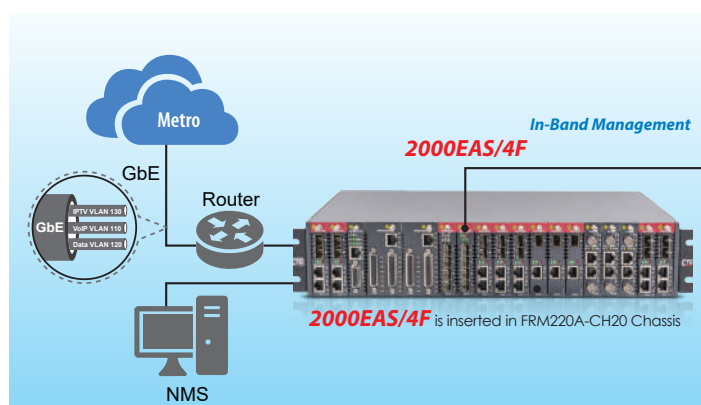 Metro
In-Band Management
2000EAS/4F
GbE
Router
GbE
IPTV VLAN 130
VoIP VLAN 110
Data VLAN 120
2000EAS/4F is inserted in FRM220A-CH20 Chassis
NMS